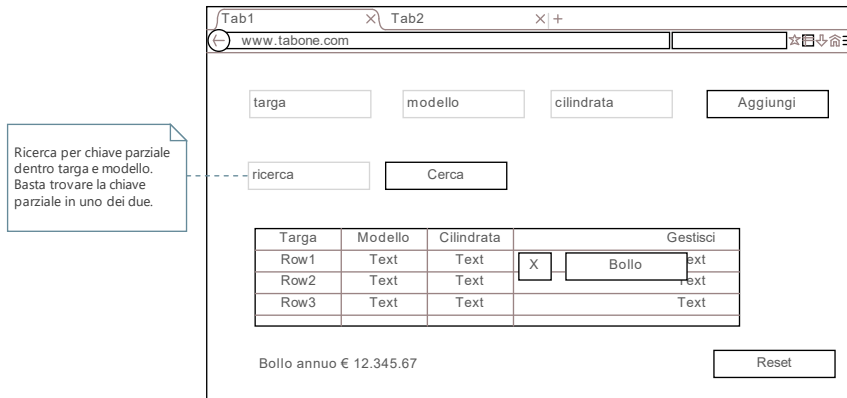 Tab1
Tab2
www.tabone.com
targa
modello
cilindrata
Aggiungi
Ricerca per chiave parziale
dentro targa e modello.
Basta trovare la chiave
parziale in uno dei due.
ricerca
Cerca
Targa Modello Cilindrata Gestisci
Row1 Text Text X Bollo ext
Row2 Text Text Text
Row3 Text Text Text
Bollo annuo € 12.345.67
Reset